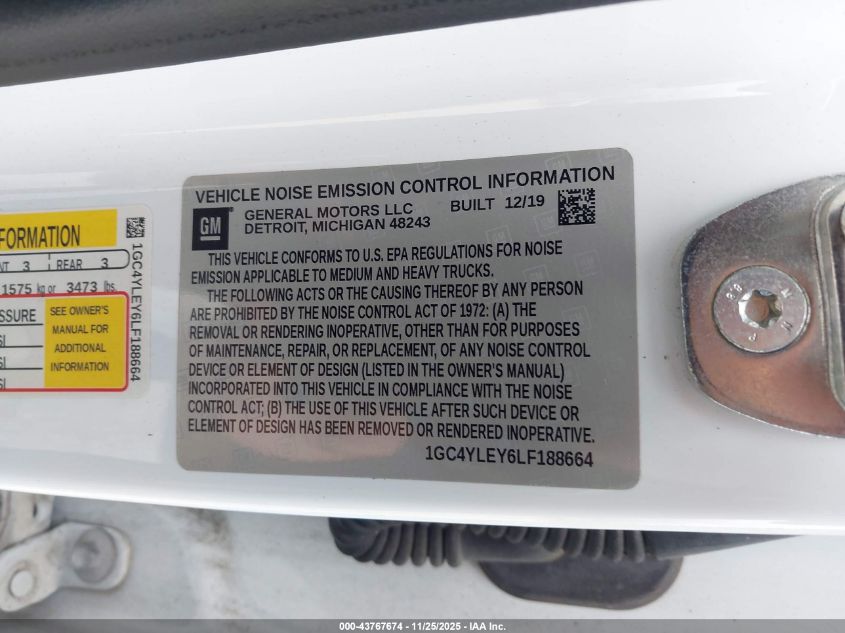 FORMATION
NT 3 REAR 3
1575 kg or 3473 lbs.
SSURE
SEE OWNER'S
MANUAL FOR
ADDITIONAL
INFORMATION
SI
SI
SI
1GC4YLEY6LF188664
VEHICLE NOISE EMISSION CONTROL INFORMATION
GM
GENERAL MOTORS LLC BUILT 12/19
DETROIT, MICHIGAN 48243
THIS VEHICLE CONFORMS TO U.S. EPA REGULATIONS FOR NOISE
EMISSION APPLICABLE TO MEDIUM AND HEAVY TRUCKS.
THE FOLLOWING ACTS OR THE CAUSING THEREOF BY ANY PERSON
ARE PROHIBITED BY THE NOISE CONTROL ACT OF 1972: (A) THE
REMOVAL OR RENDERING INOPERATIVE, OTHER THAN FOR PURPOSES
OF MAINTENANCE, REPAIR, OR REPLACEMENT, OF ANY NOISE CONTROL
DEVICE OR ELEMENT OF DESIGN (LISTED IN THE OWNER'S MANUAL)
INCORPORATED INTO THIS VEHICLE IN COMPLIANCE WITH THE NOISE
CONTROL ACT; (B) THE USE OF THIS VEHICLE AFTER SUCH DEVICE OR
ELEMENT OF DESIGN HAS BEEN REMOVED OR RENDERED INOPERATIVE.
1GC4YLEY6LF188664
000-43767674 - 11/25/2025 - IAA Inc.